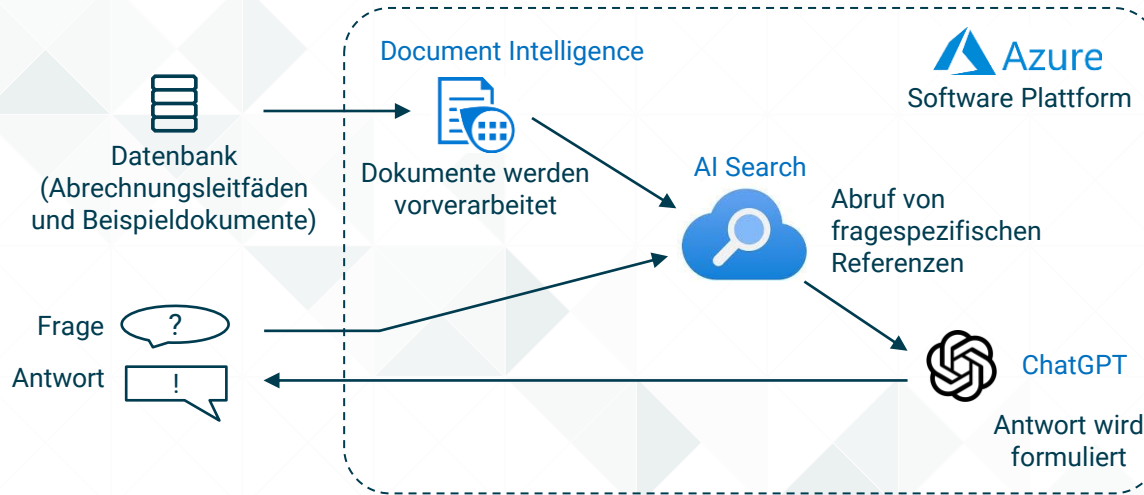 Document Intelligence
Azure
Software Plattform
Datenbank
(Abrechnungsleitfäden
und Beispieldokumente)
Dokumente werden
vorverarbeitet
AI Search
Abruf von
fragespezifischen
Referenzen
Frage
?
Antwort
!
ChatGPT
Antwort wird
formuliert